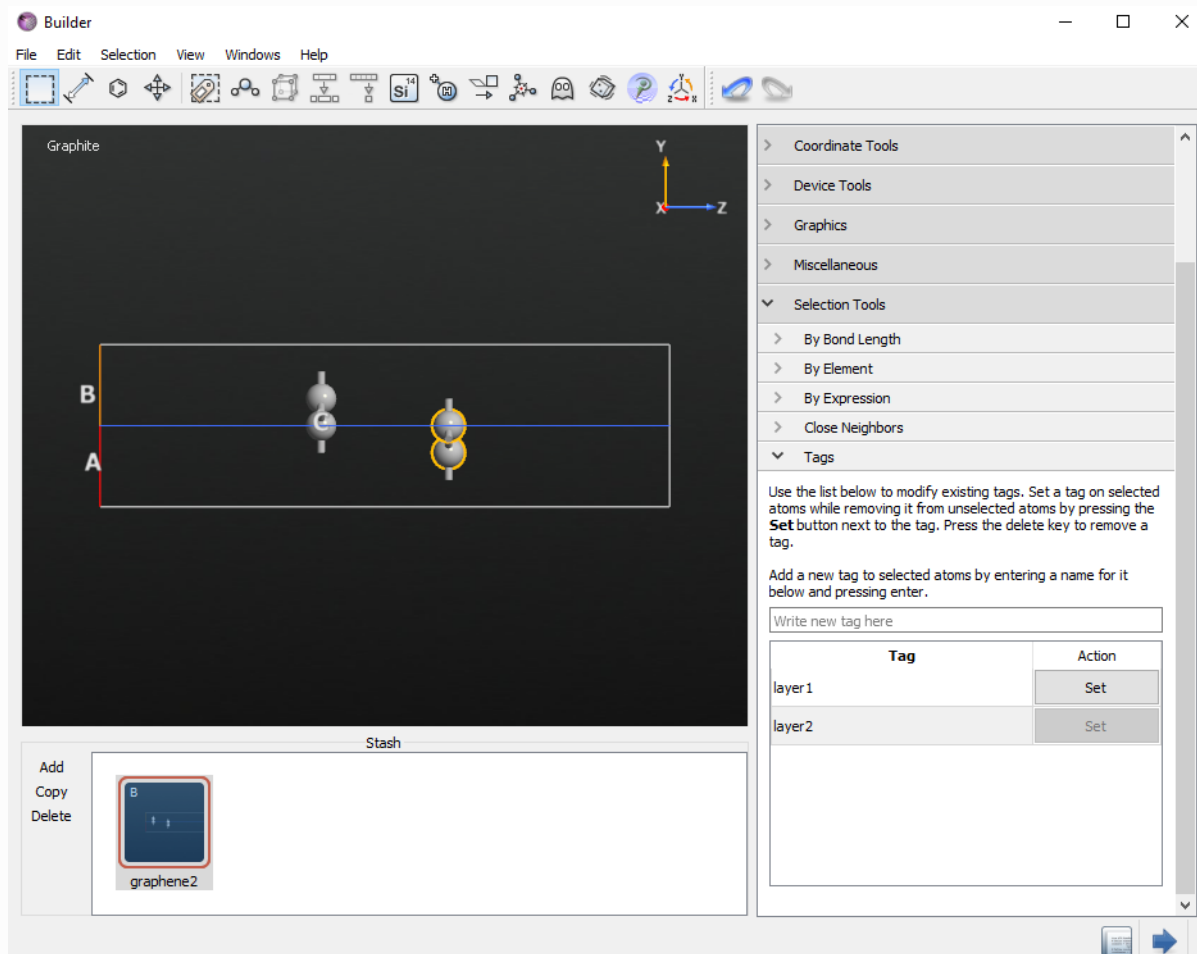 Builder
File Edit Selection View Windows Help
Si 14
H
P
Y
z x
Graphite
Y
X Z
B
C
A
Coordinate Tools
Device Tools
Graphics
Miscellaneous
Selection Tools
By Bond Length
By Element
By Expression
Close Neighbors
Tags
Use the list below to modify existing tags. Set a tag on selected
atoms while removing it from unselected atoms by pressing the
Set button next to the tag. Press the delete key to remove a
tag.
Add a new tag to selected atoms by entering a name for it
below and pressing enter.
Write new tag here
Tag Action
layer1 Set
layer2 Set
Stash
Add
Copy
Delete
B
graphene2